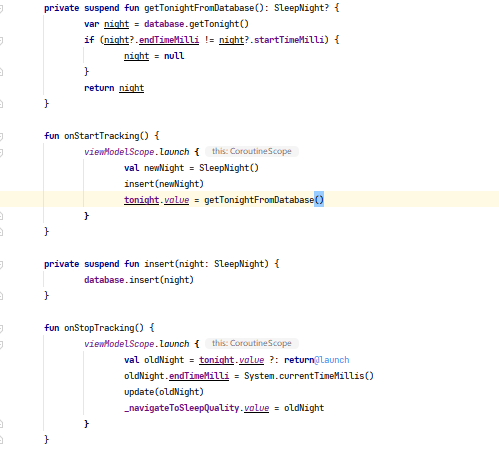 private suspend fun getTonightFromDatabase(): SleepNight? {
var night = database.getTonight()
if (night?.endTimeMilli != night?.startTimeMilli) {
night = null
}
return night
}
fun onStartTracking() {
viewModelScope.launch { this: CoroutineScope
val newNight = SleepNight()
insert(newNight)
tonight.value = getTonightFromDatabase()
}
}
private suspend fun insert(night: SleepNight) {
database.insert(night)
}
fun onStopTracking() {
viewModelScope.launch { this: CoroutineScope
val oldNight = tonight.value ?: return@launch
oldNight.endTimeMilli = System.currentTimeMillis()
update(oldNight)
_navigateToSleepQuality.value = oldNight
}
}